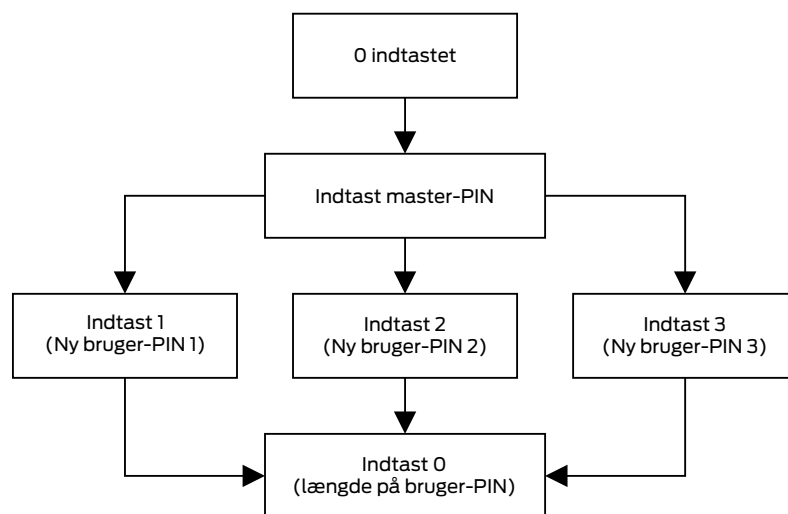 0 indtastet
Indtast master-PIN
Indtast 1
(Ny bruger-PIN 1)
Indtast 2
(Ny bruger-PIN 2)
Indtast 3
(Ny bruger-PIN 3)
Indtast 0
(længde på bruger-PIN)